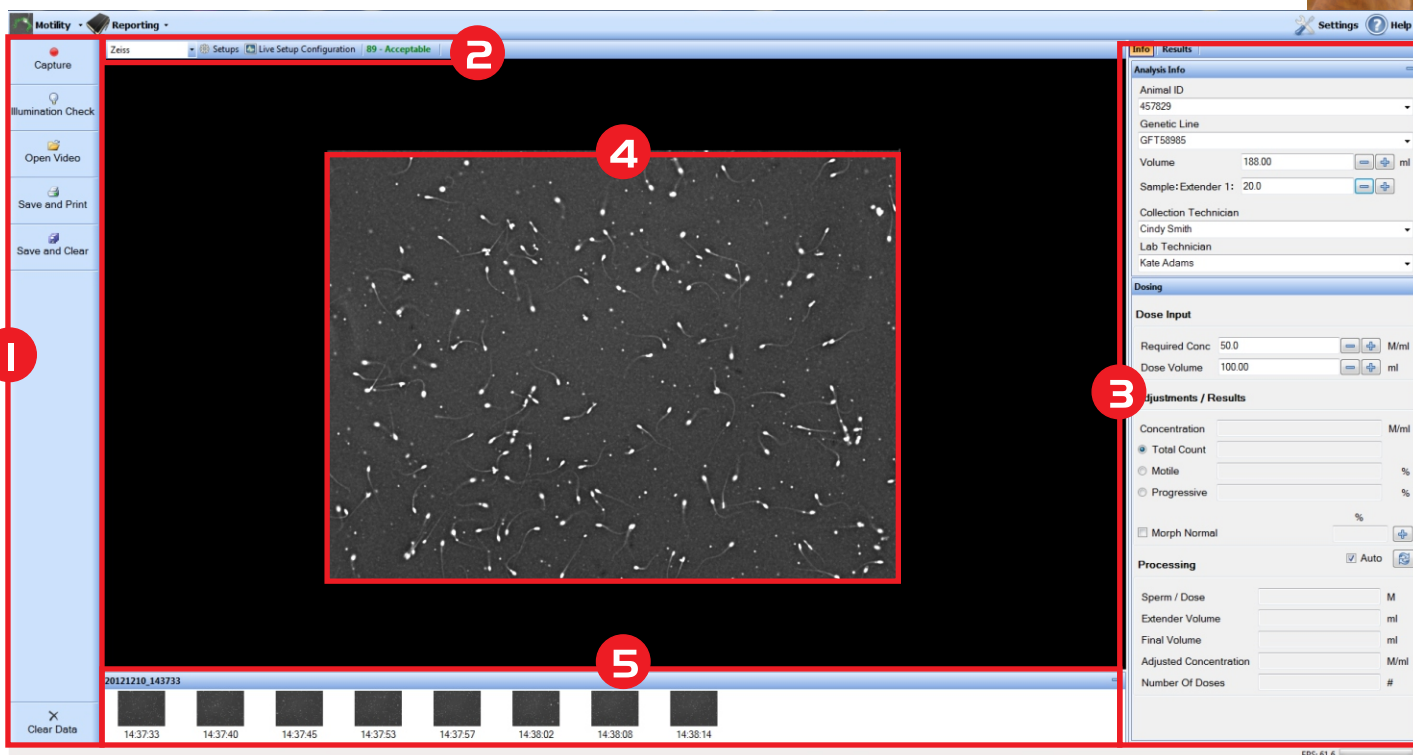 Motility Reporting Settings Help
Capture
Illumination Check
Open Video
Save and Print
Save and Clear
Clear Data
1
Zeiss Setups Live Setup Configuration 89 - Acceptable
2
4
5
20121210_143733
14:37:33 14:37:40 14:37:45 14:37:53 14:37:57 14:38:02 14:38:08 14:38:14
3
Info Results
Analysis Info
Animal ID
457829
Genetic Line
GFT58985
Volume 188.00 ml
Sample:Extender 1: 20.0
Collection Technician
Cindy Smith
Lab Technician
Kate Adams
Dosing
Dose Input
Required Conc 50.0 M/ml
Dose Volume 100.00 ml
djustments / Results
Concentration M/ml
Total Count
Motile %
Progressive %
%
Morph Normal
Processing Auto
Sperm / Dose M
Extender Volume ml
Final Volume ml
Adjusted Concentration M/ml
Number Of Doses #
FPS: 61.6